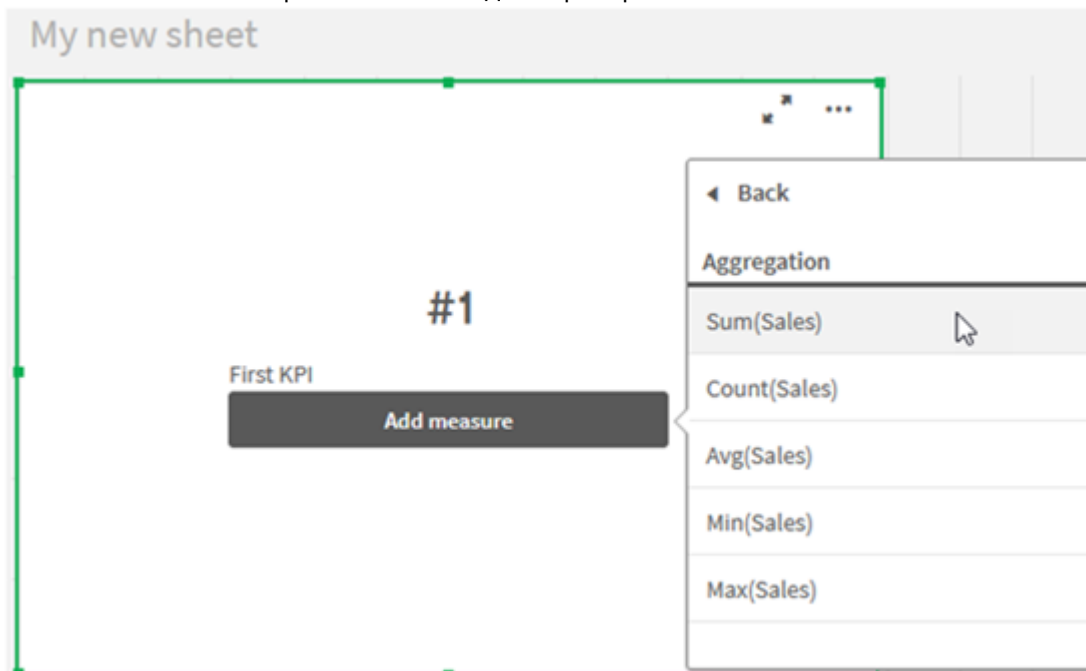 My new sheet
#1
First KPI
Add measure
Back
Aggregation
Sum(Sales)
Count(Sales)
Avg(Sales)
Min(Sales)
Max(Sales)